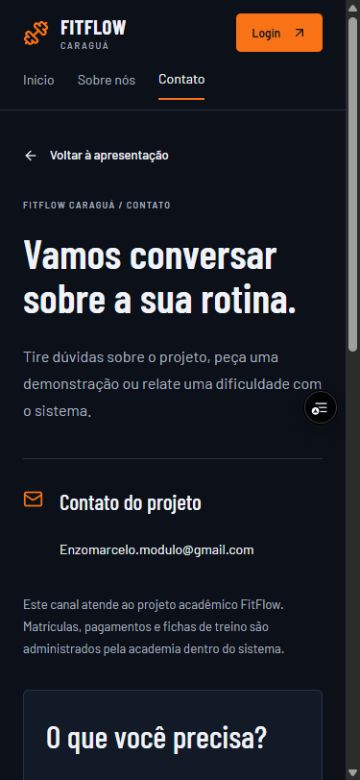 FITFLOW
CARAGUÁ
Login
Início Sobre nós Contato
Voltar à apresentação
FITFLOW CARAGUÁ / CONTATO
Vamos conversar
sobre a sua rotina.
Tire dúvidas sobre o projeto, peça uma
demonstração ou relate uma dificuldade com
o sistema.
Contato do projeto
Enzomarcelo.modulo@gmail.com
Este canal atende ao projeto acadêmico FitFlow.
Matrículas, pagamentos e fichas de treino são
administrados pela academia dentro do sistema.
O que você precisa?